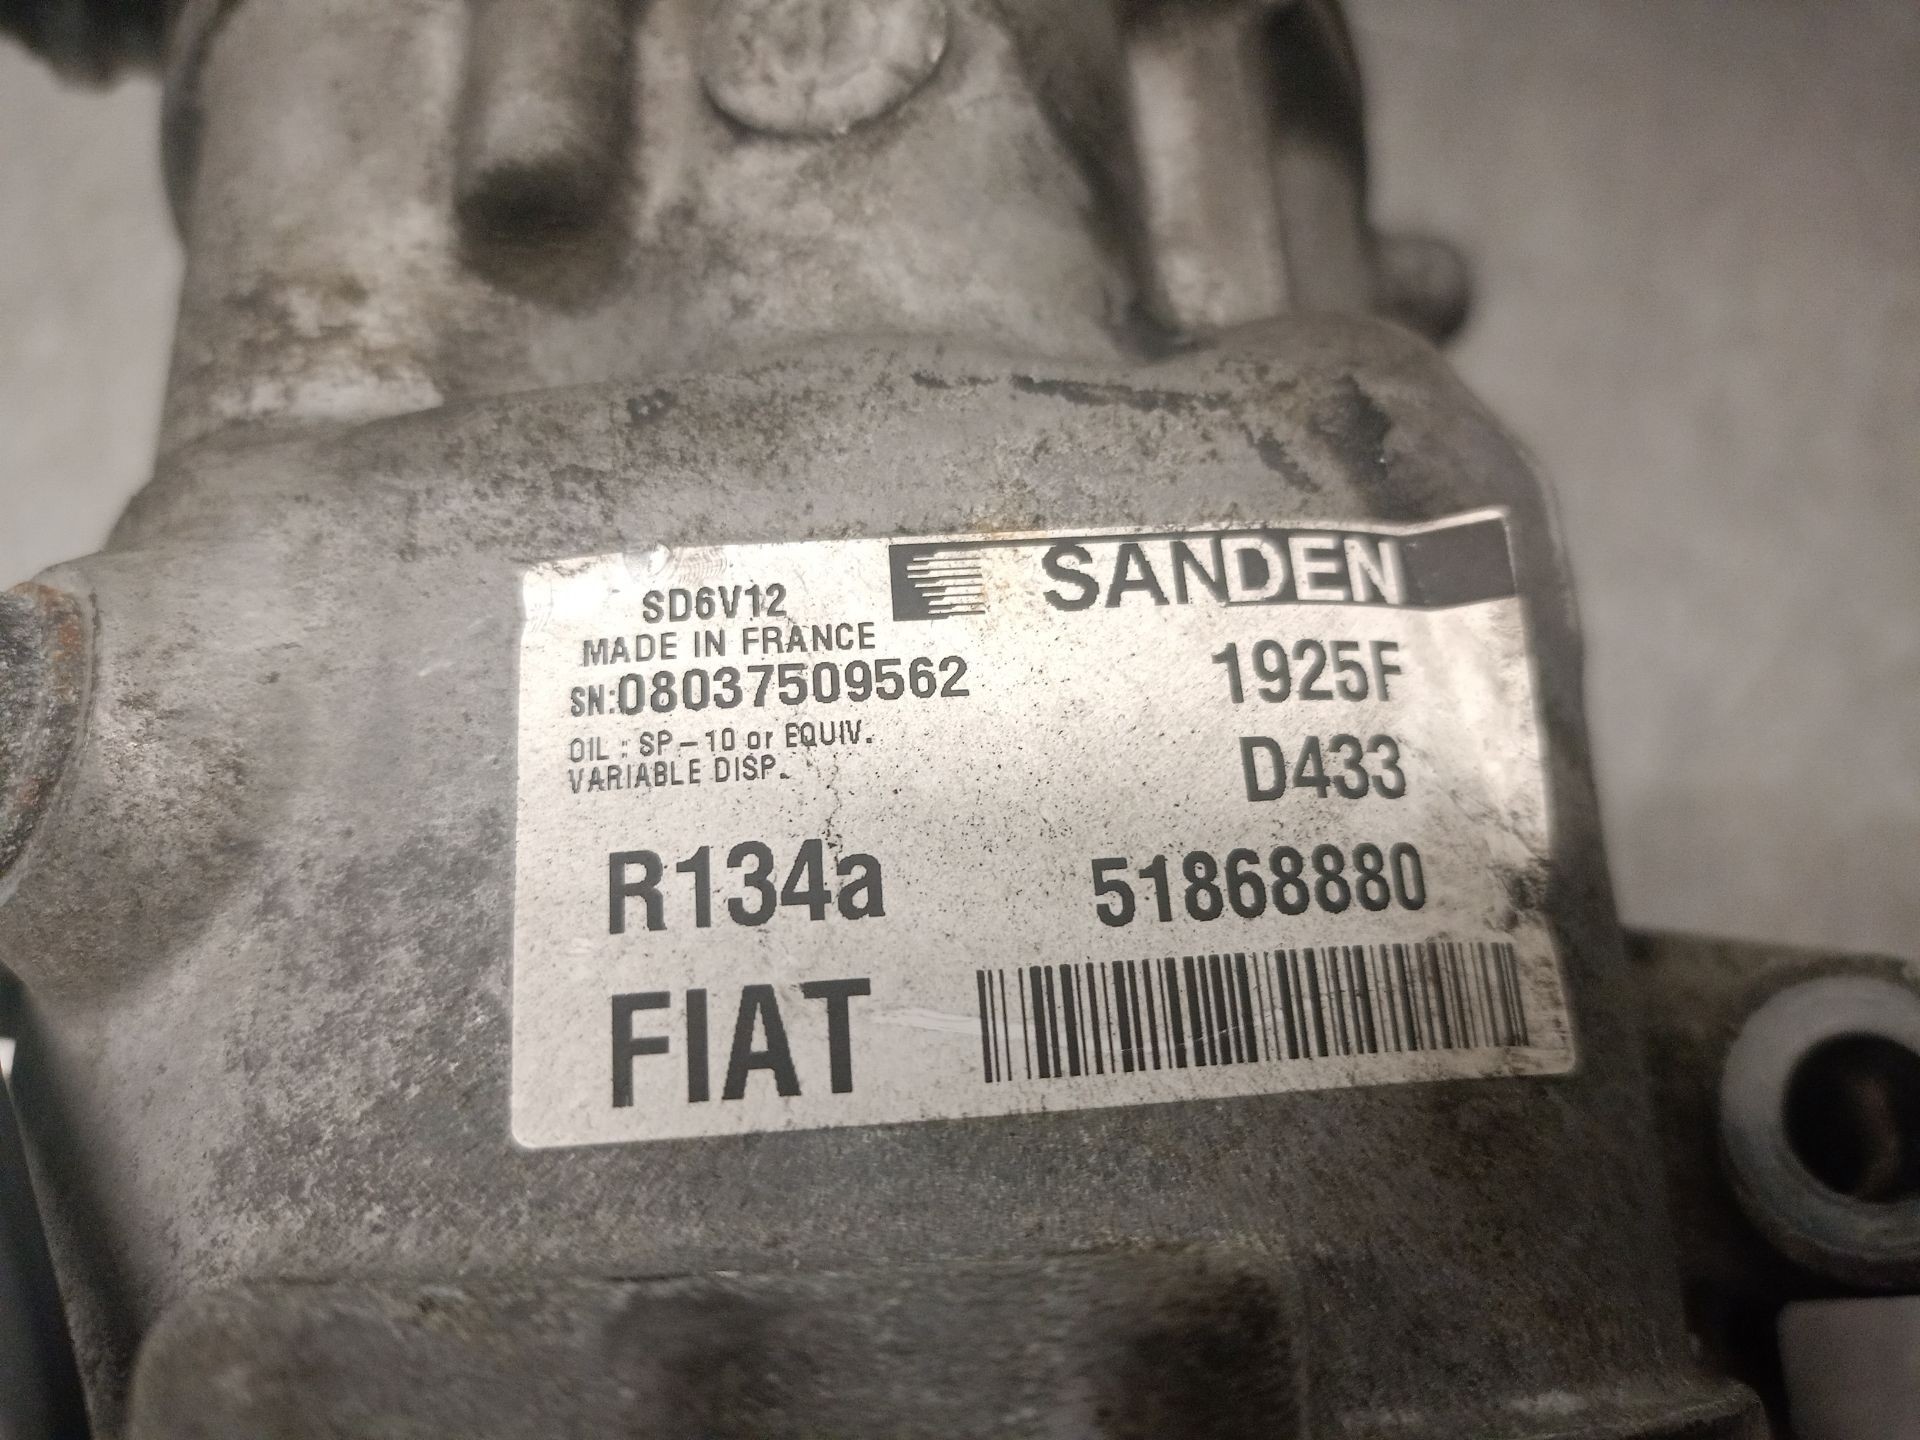 SANDEN
SD6V12
MADE IN FRANCE
SN:08037509562
1925F
OIL : SP-10 or EQUIV.
VARIABLE DISP.
D433
R134a
51868880
FIAT